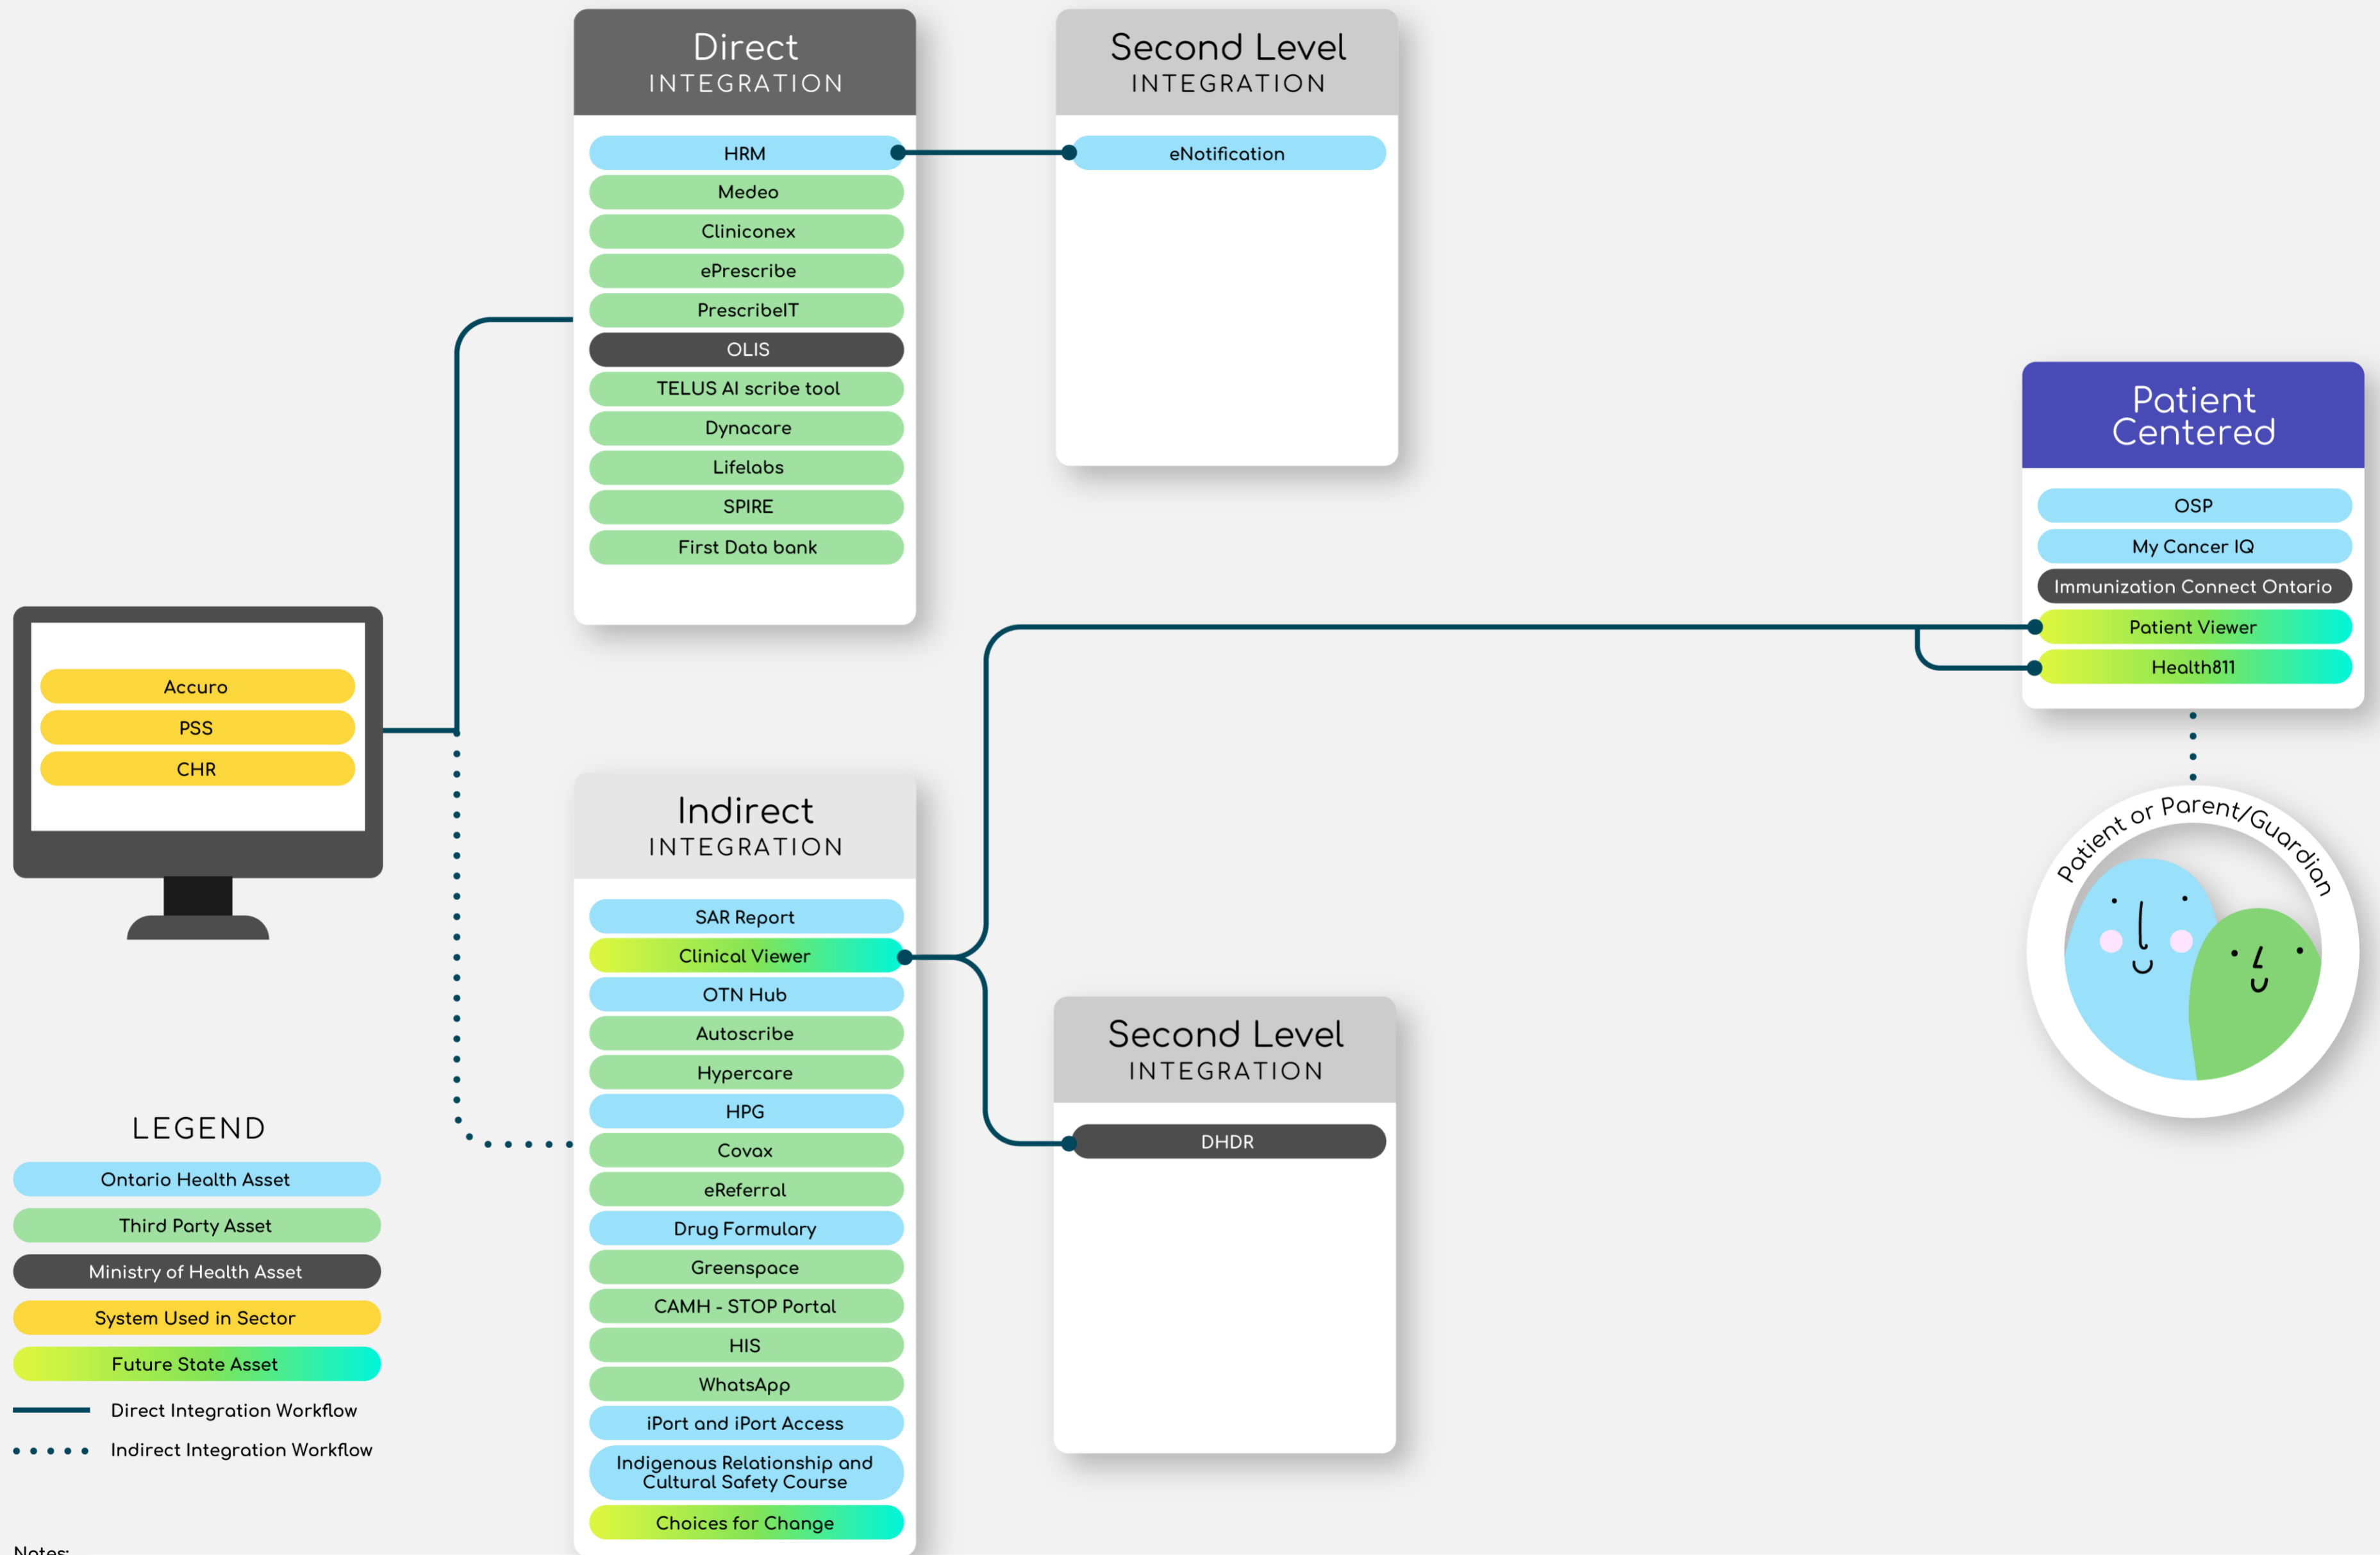 Direct
INTEGRATION
HRM
Medeo
Cliniconex
ePrescribe
PrescribeIT
OLIS
TELUS AI scribe tool
Dynacare
Lifelabs
SPIRE
First Data bank
Second Level
INTEGRATION
eNotification
Patient
Centered
OSP
My Cancer IQ
Immunization Connect Ontario
Patient Viewer
Health811
Patient or Parent/Guardian
Accuro
PSS
CHR
Indirect
INTEGRATION
SAR Report
Clinical Viewer
OTN Hub
Autoscribe
Hypercare
HPG
Covax
eReferral
Drug Formulary
Greenspace
CAMH - STOP Portal
HIS
WhatsApp
iPort and iPort Access
Indigenous Relationship and
Cultural Safety Course
Choices for Change
Second Level
INTEGRATION
DHDR
LEGEND
Ontario Health Asset
Third Party Asset
Ministry of Health Asset
System Used in Sector
Future State Asset
Direct Integration Workflow
Indirect Integration Workflow
Notes: